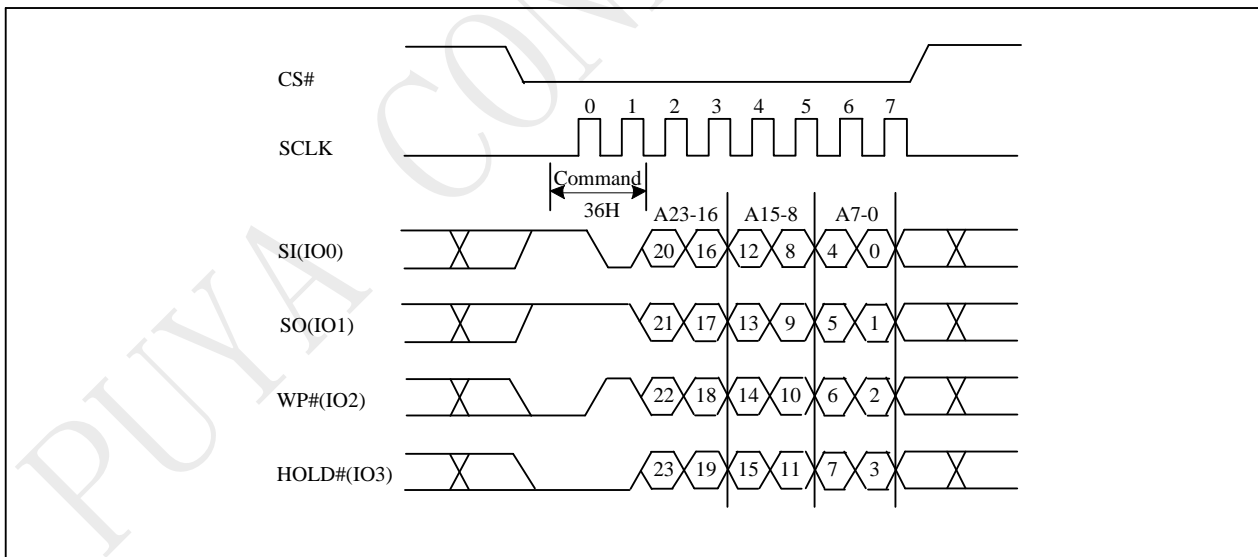 PUYA CON
CS#
0 1 2 3 4 5 6 7
SCLK
Command
36H
A23-16 A15-8 A7-0
SI(IO0) 20 16 12 8 4 0
SO(IO1) 21 17 13 9 5 1
WP#(IO2) 22 18 14 10 6 2
HOLD#(IO3) 23 19 15 11 7 3